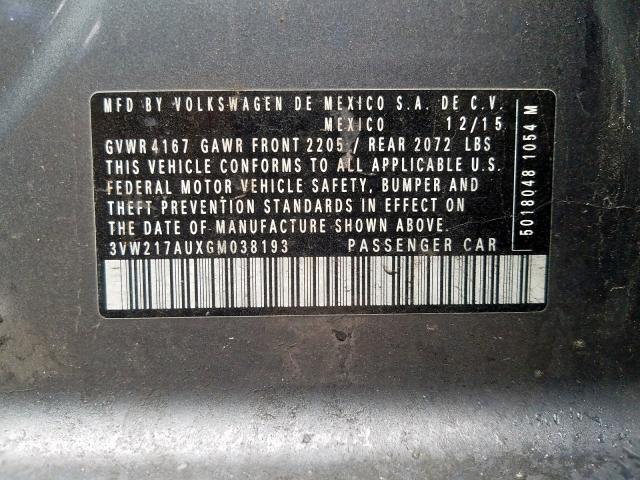 MFD BY VOLKSWAGEN DE MEXICO S.A. DE C.V.
MEXICO 12/15
GVWR 4167 GAWR FRONT 2205 / REAR 2072 LBS
THIS VEHICLE CONFORMS TO ALL APPLICABLE U.S.
FEDERAL MOTOR VEHICLE SAFETY, BUMPER AND
THEFT PREVENTION STANDARDS IN EFFECT ON
THE DATE OF MANUFACTURE SHOWN ABOVE.
3VW217AUXGM038193 PASSENGER CAR
5018048 1054 M